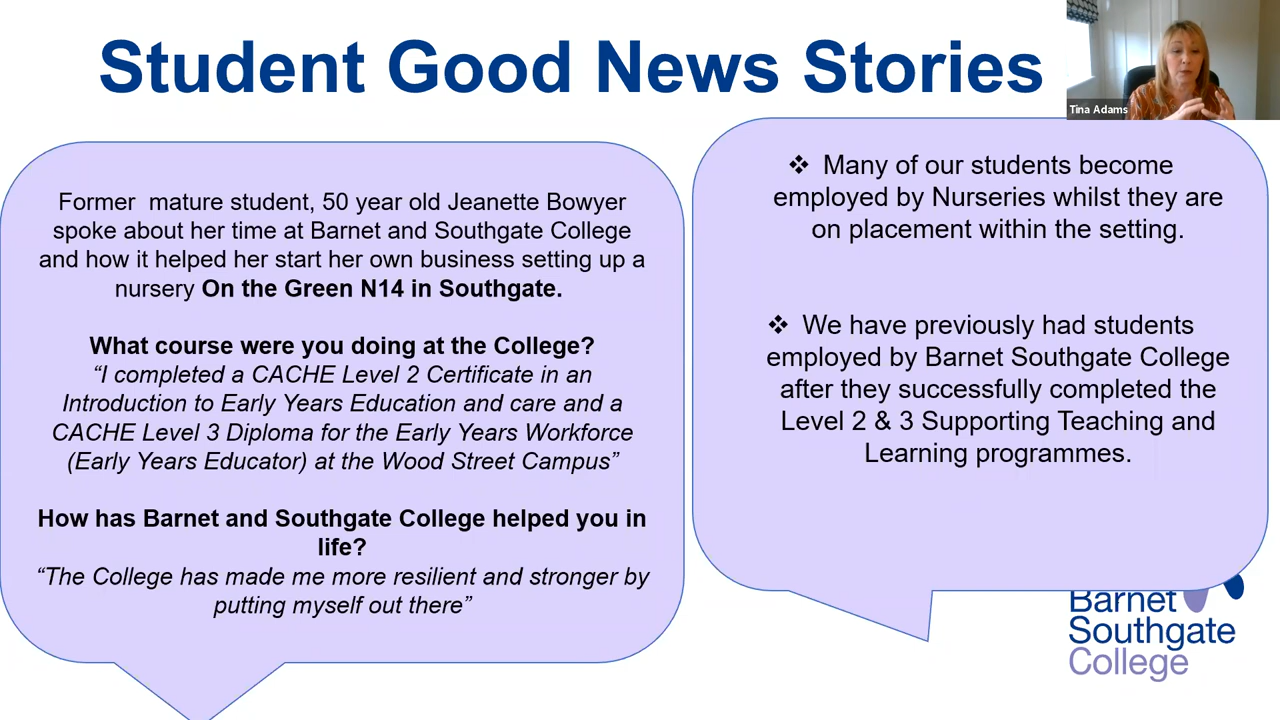 Student Good News Stories
Tina Adams
Former mature student, 50 year old Jeanette Bowyer
spoke about her time at Barnet and Southgate College
and how it helped her start her own business setting up a
nursery On the Green N14 in Southgate.
What course were you doing at the College?
“I completed a CACHE Level 2 Certificate in an
Introduction to Early Years Education and care and a
CACHE Level 3 Diploma for the Early Years Workforce
(Early Years Educator) at the Wood Street Campus”
How has Barnet and Southgate College helped you in
life?
“The College has made me more resilient and stronger by
putting myself out there”
❖ Many of our students become
employed by Nurseries whilst they are
on placement within the setting.
❖ We have previously had students
employed by Barnet Southgate College
after they successfully completed the
Level 2 & 3 Supporting Teaching and
Learning programmes.
Barnet
Southgate
College